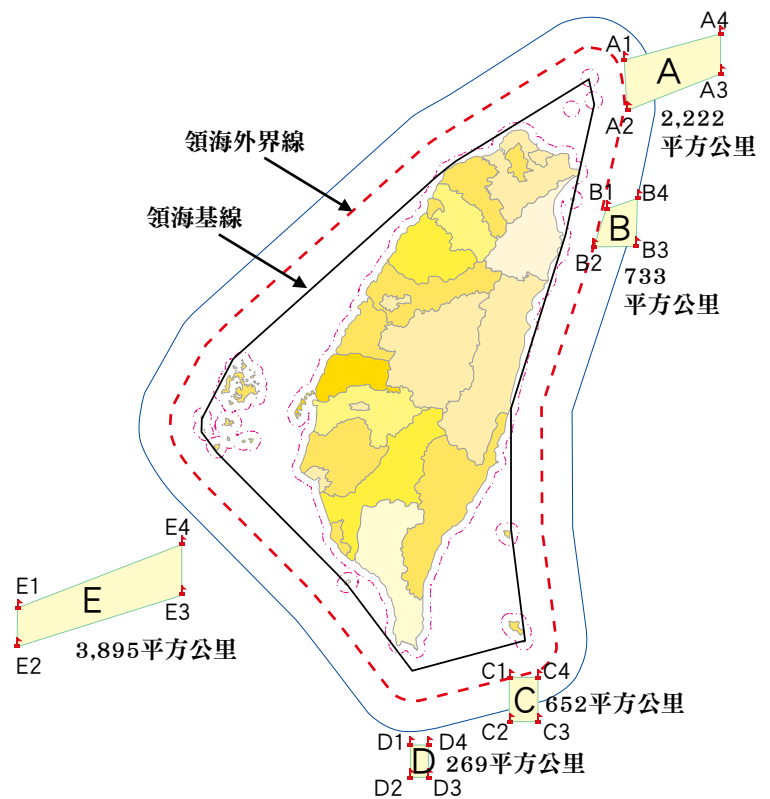 A4
A1
A
A3
A2
2,222
平方公里
領海外界線
B1
B4
領海基線
B
B2
B3
733
平方公里
E4
E1
E
E3
E2
3,895平方公里
C1
C4
C
652平方公里
C2
C3
D1
D4
D
269平方公里
D2
D3